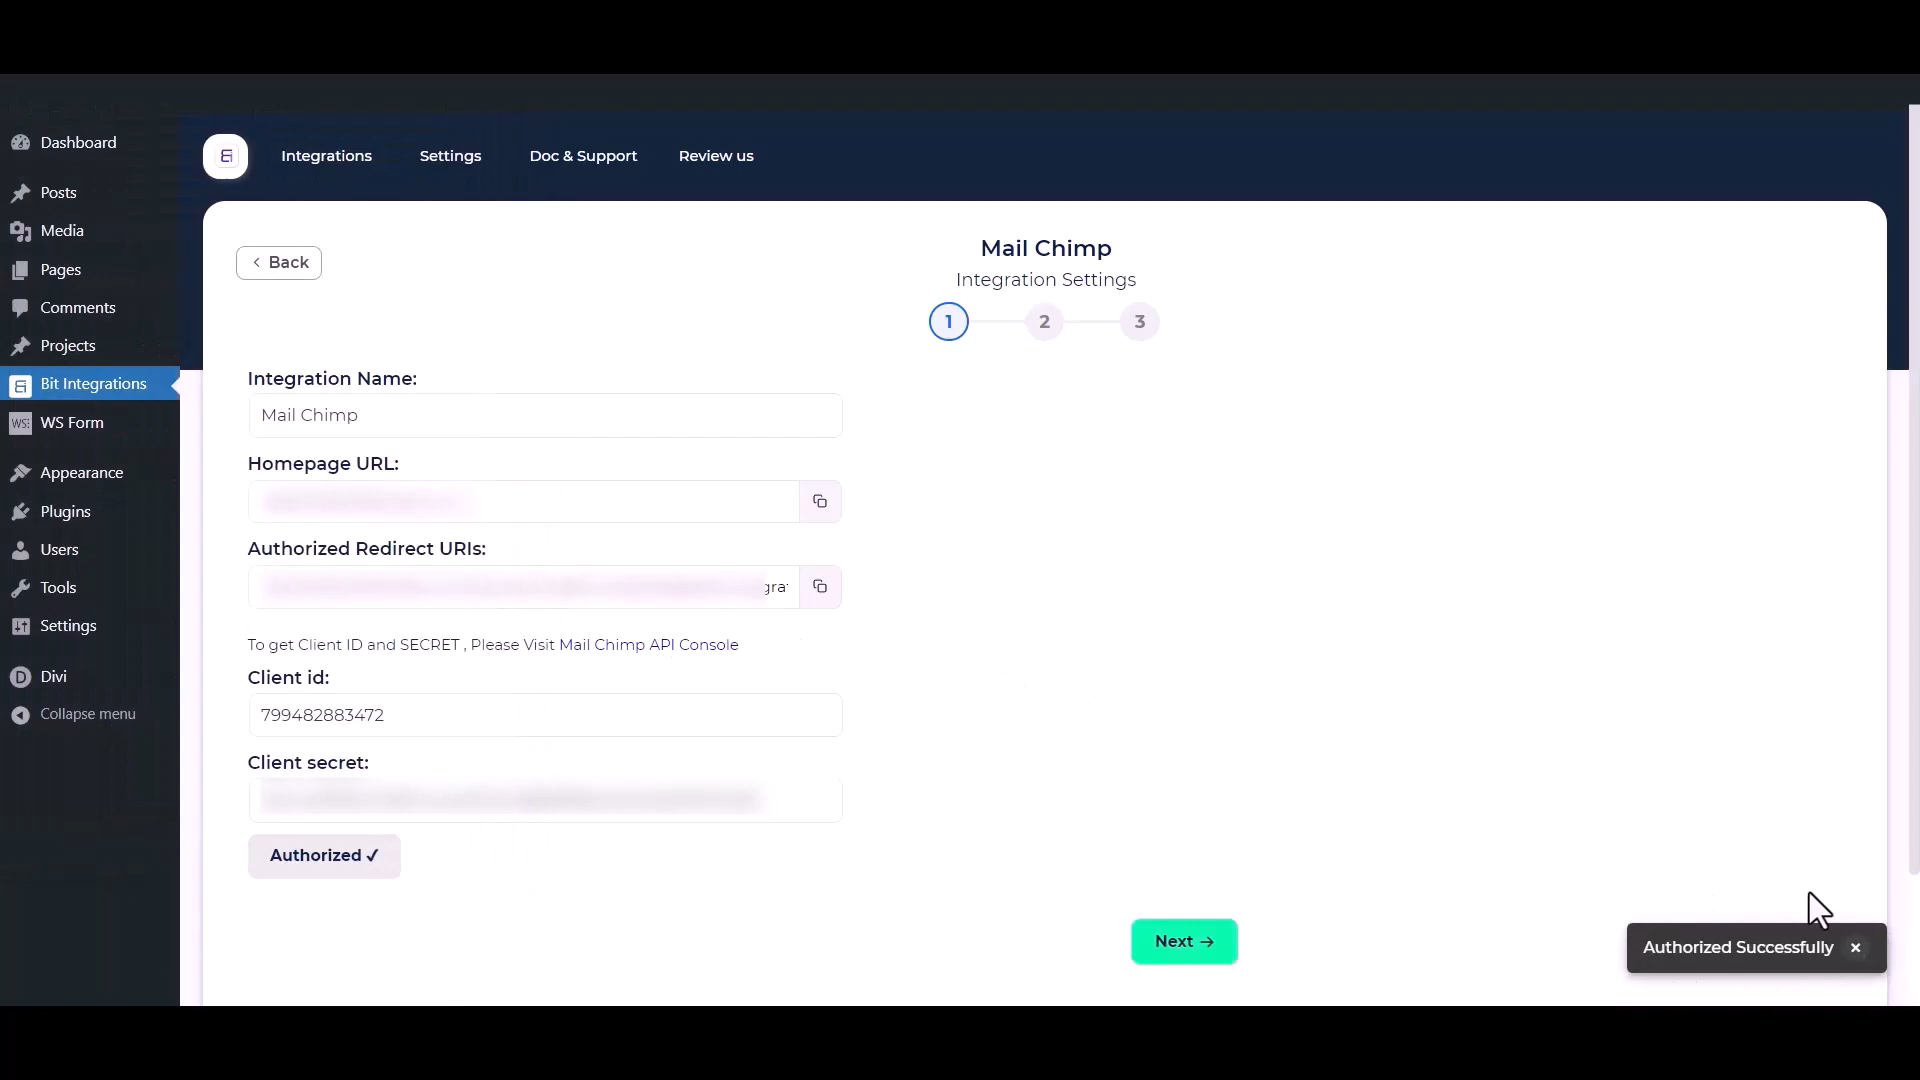 Dashboard
Posts
Media
Pages
Comments
Projects
Bit Integrations
WS Form
Appearance
Plugins
Users
Tools
Settings
Divi
Collapse menu
Integrations
Settings
Doc & Support
Review us
Back
Mail Chimp
Integration Settings
1 2 3
Integration Name:
Mail Chimp
Homepage URL:
Authorized Redirect URIs:
To get Client ID and SECRET , Please Visit Mail Chimp API Console
Client id:
799482883472
Client secret:
Authorized ✓
Next →
Authorized Successfully ×